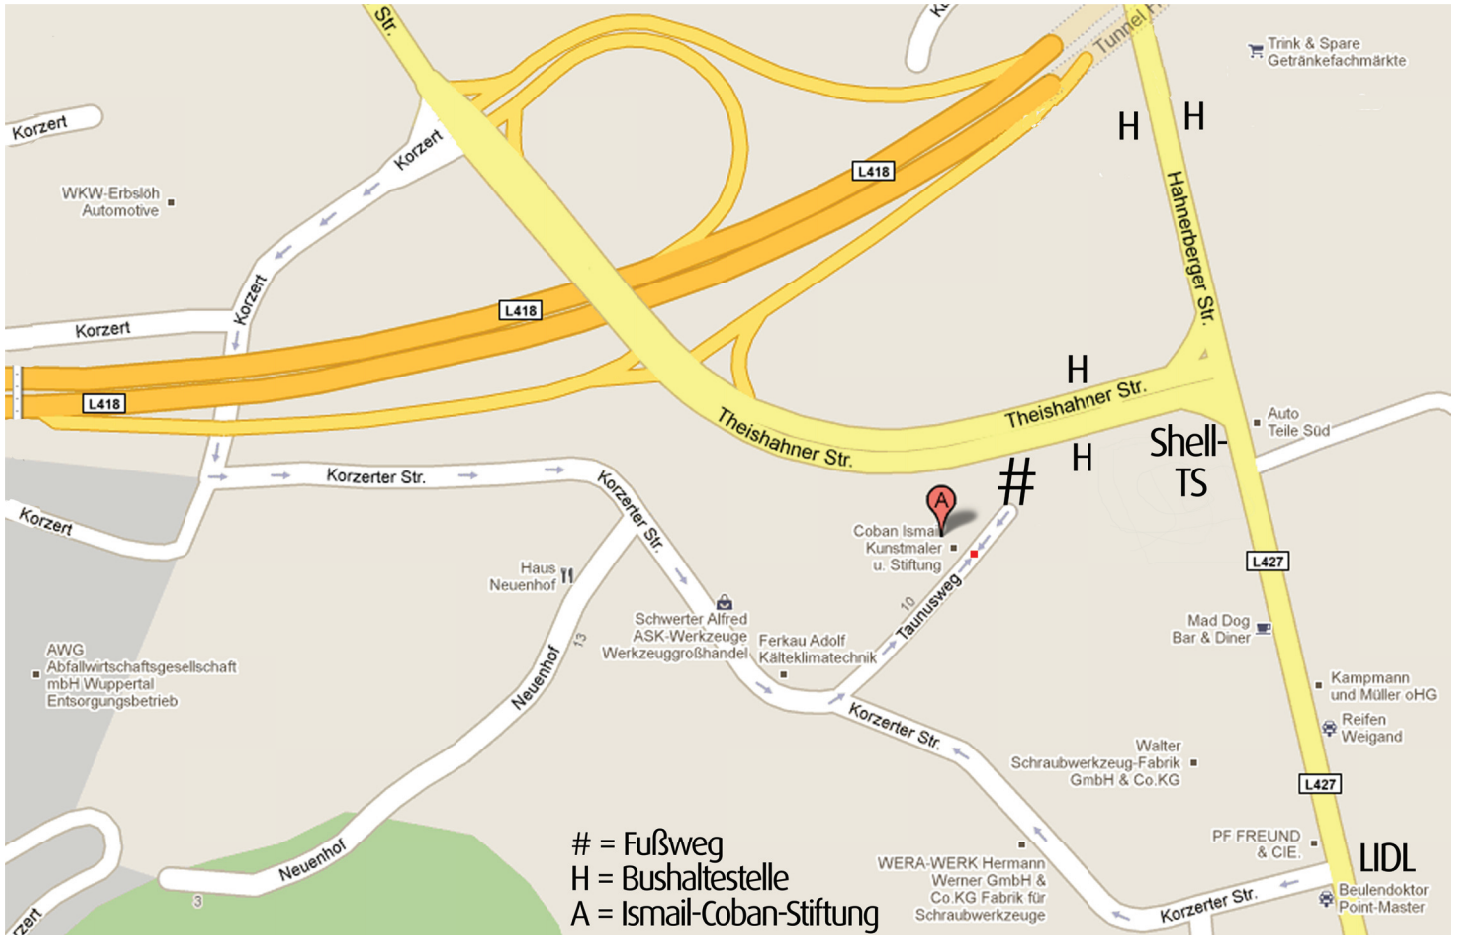 Str.
Tunnel
Trink & Spare
Getränkefachmärkte
H
H
Korzert
Korzert
L418
WKW-Erbslöh
Automotive
Hahnerberger Str.
Korzert
L418
Korzert
H
L418
Theishahner Str.
Theishahner Str.
Auto
Teile Süd
Shell-
TS
H
#
Korzerter Str.
Korzerter Str.
A
Korzert
Coban Ismail
Kunstmaler
u. Stiftung
L427
Haus
Neuenhof
10
Taunusweg
Schwerter Alfred
ASK-Werkzeuge
Werkzeuggroßhandel
Mad Dog
Bar & Diner
13
Ferkau Adolf
Kälteklimatechnik
AWG
Abfallwirtschaftsgesellschaft
mbH Wuppertal
Entsorgungsbetrieb
Neuenhof
Kampmann
und Müller oHG
Korzerter Str.
Reifen
Weigand
Walter
Schraubwerkzeug-Fabrik
GmbH & Co.KG
L427
# = Fußweg
H = Bushaltestelle
A = Ismail-Coban-Stiftung
PF FREUND
& CIE.
LIDL
Neuenhof
3
WERA-WERK Hermann
Werner GmbH &
Co.KG Fabrik für
Schraubwerkzeuge
Beulendoktor
Point-Master
Korzerter Str.